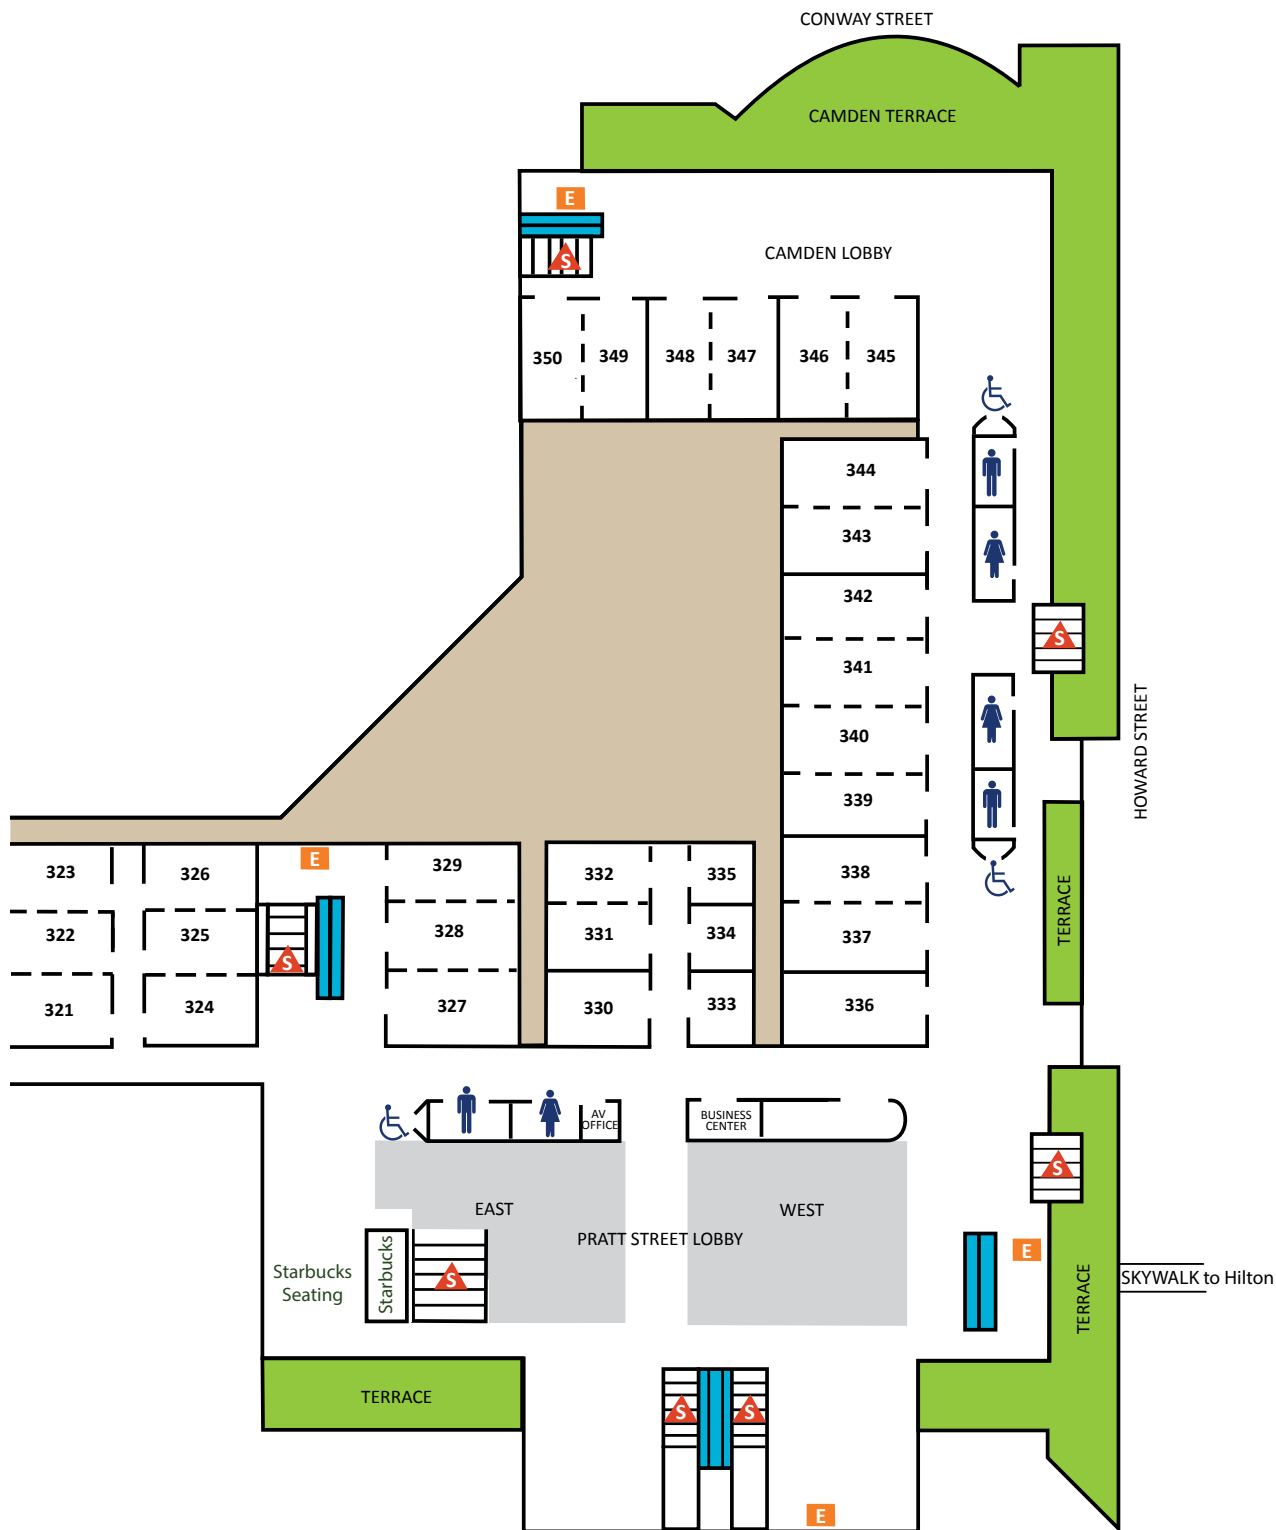 CONWAY STREET
CAMDEN TERRACE
E
S
CAMDEN LOBBY
350
349
348
347
346
345
344
343
342
341
340
339
338
337
336
S
HOWARD STREET
TERRACE
323
322
321
326
325
324
E
S
329
328
327
332
331
330
335
334
333
AV
OFFICE
BUSINESS
CENTER
EAST
WEST
PRATT STREET LOBBY
Starbucks
Seating
Starbucks
S
S
E
TERRACE
SKYWALK to Hilton
TERRACE
S
S
E